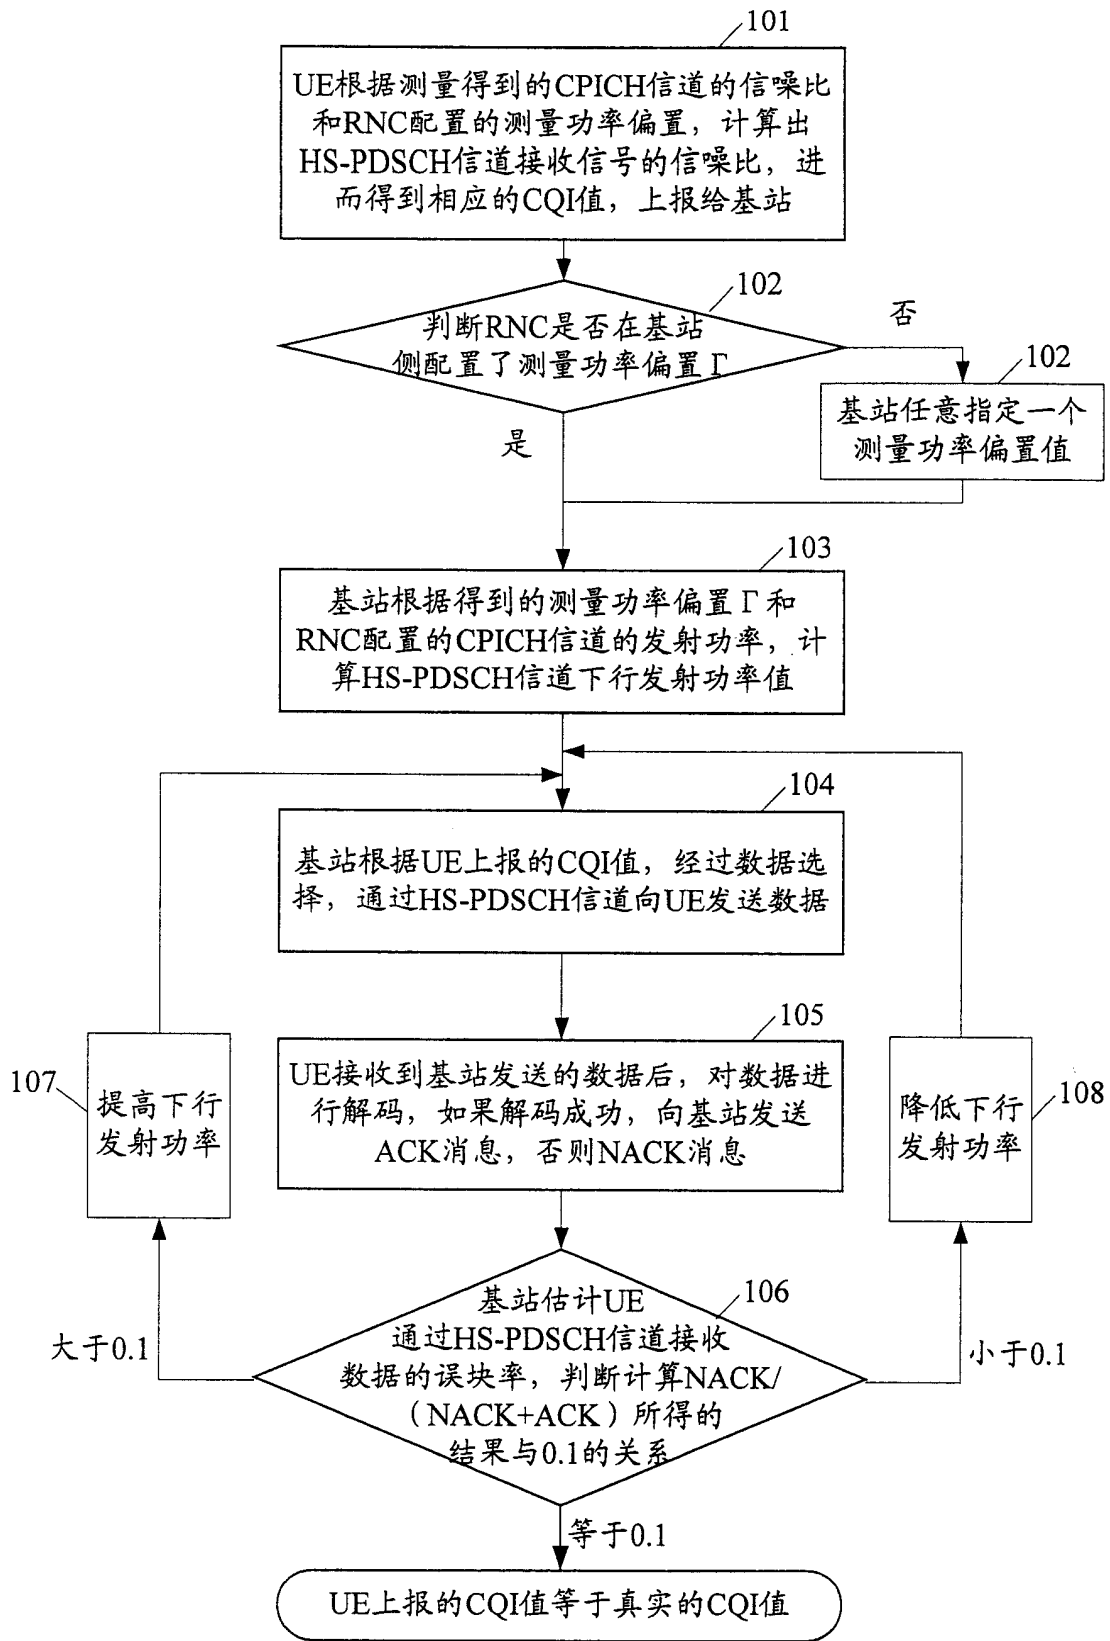 101
UE根据测量得到的CPICH信道的信噪比
和RNC配置的测量功率偏置，计算出
HS-PDSCH信道接收信号的信噪比，进
而得到相应的CQI值，上报给基站
102
判断RNC是否在基站
侧配置了测量功率偏置Γ
否
102
基站任意指定一个
测量功率偏置值
是
103
基站根据得到的测量功率偏置Γ和
RNC配置的CPICH信道的发射功率，计
算HS-PDSCH信道下行发射功率值
104
基站根据UE上报的CQI值，经过数据选
择，通过HS-PDSCH信道向UE发送数据
105
UE接收到基站发送的数据后，对数据进
行解码，如果解码成功，向基站发送
ACK消息，否则NACK消息
107
提高下行
发射功率
降低下行
发射功率
108
106
基站估计UE
通过HS-PDSCH信道接收
数据的误块率，判断计算NACK/
（NACK+ACK）所得的
结果与0.1的关系
大于0.1
小于0.1
等于0.1
UE上报的CQI值等于真实的CQI值